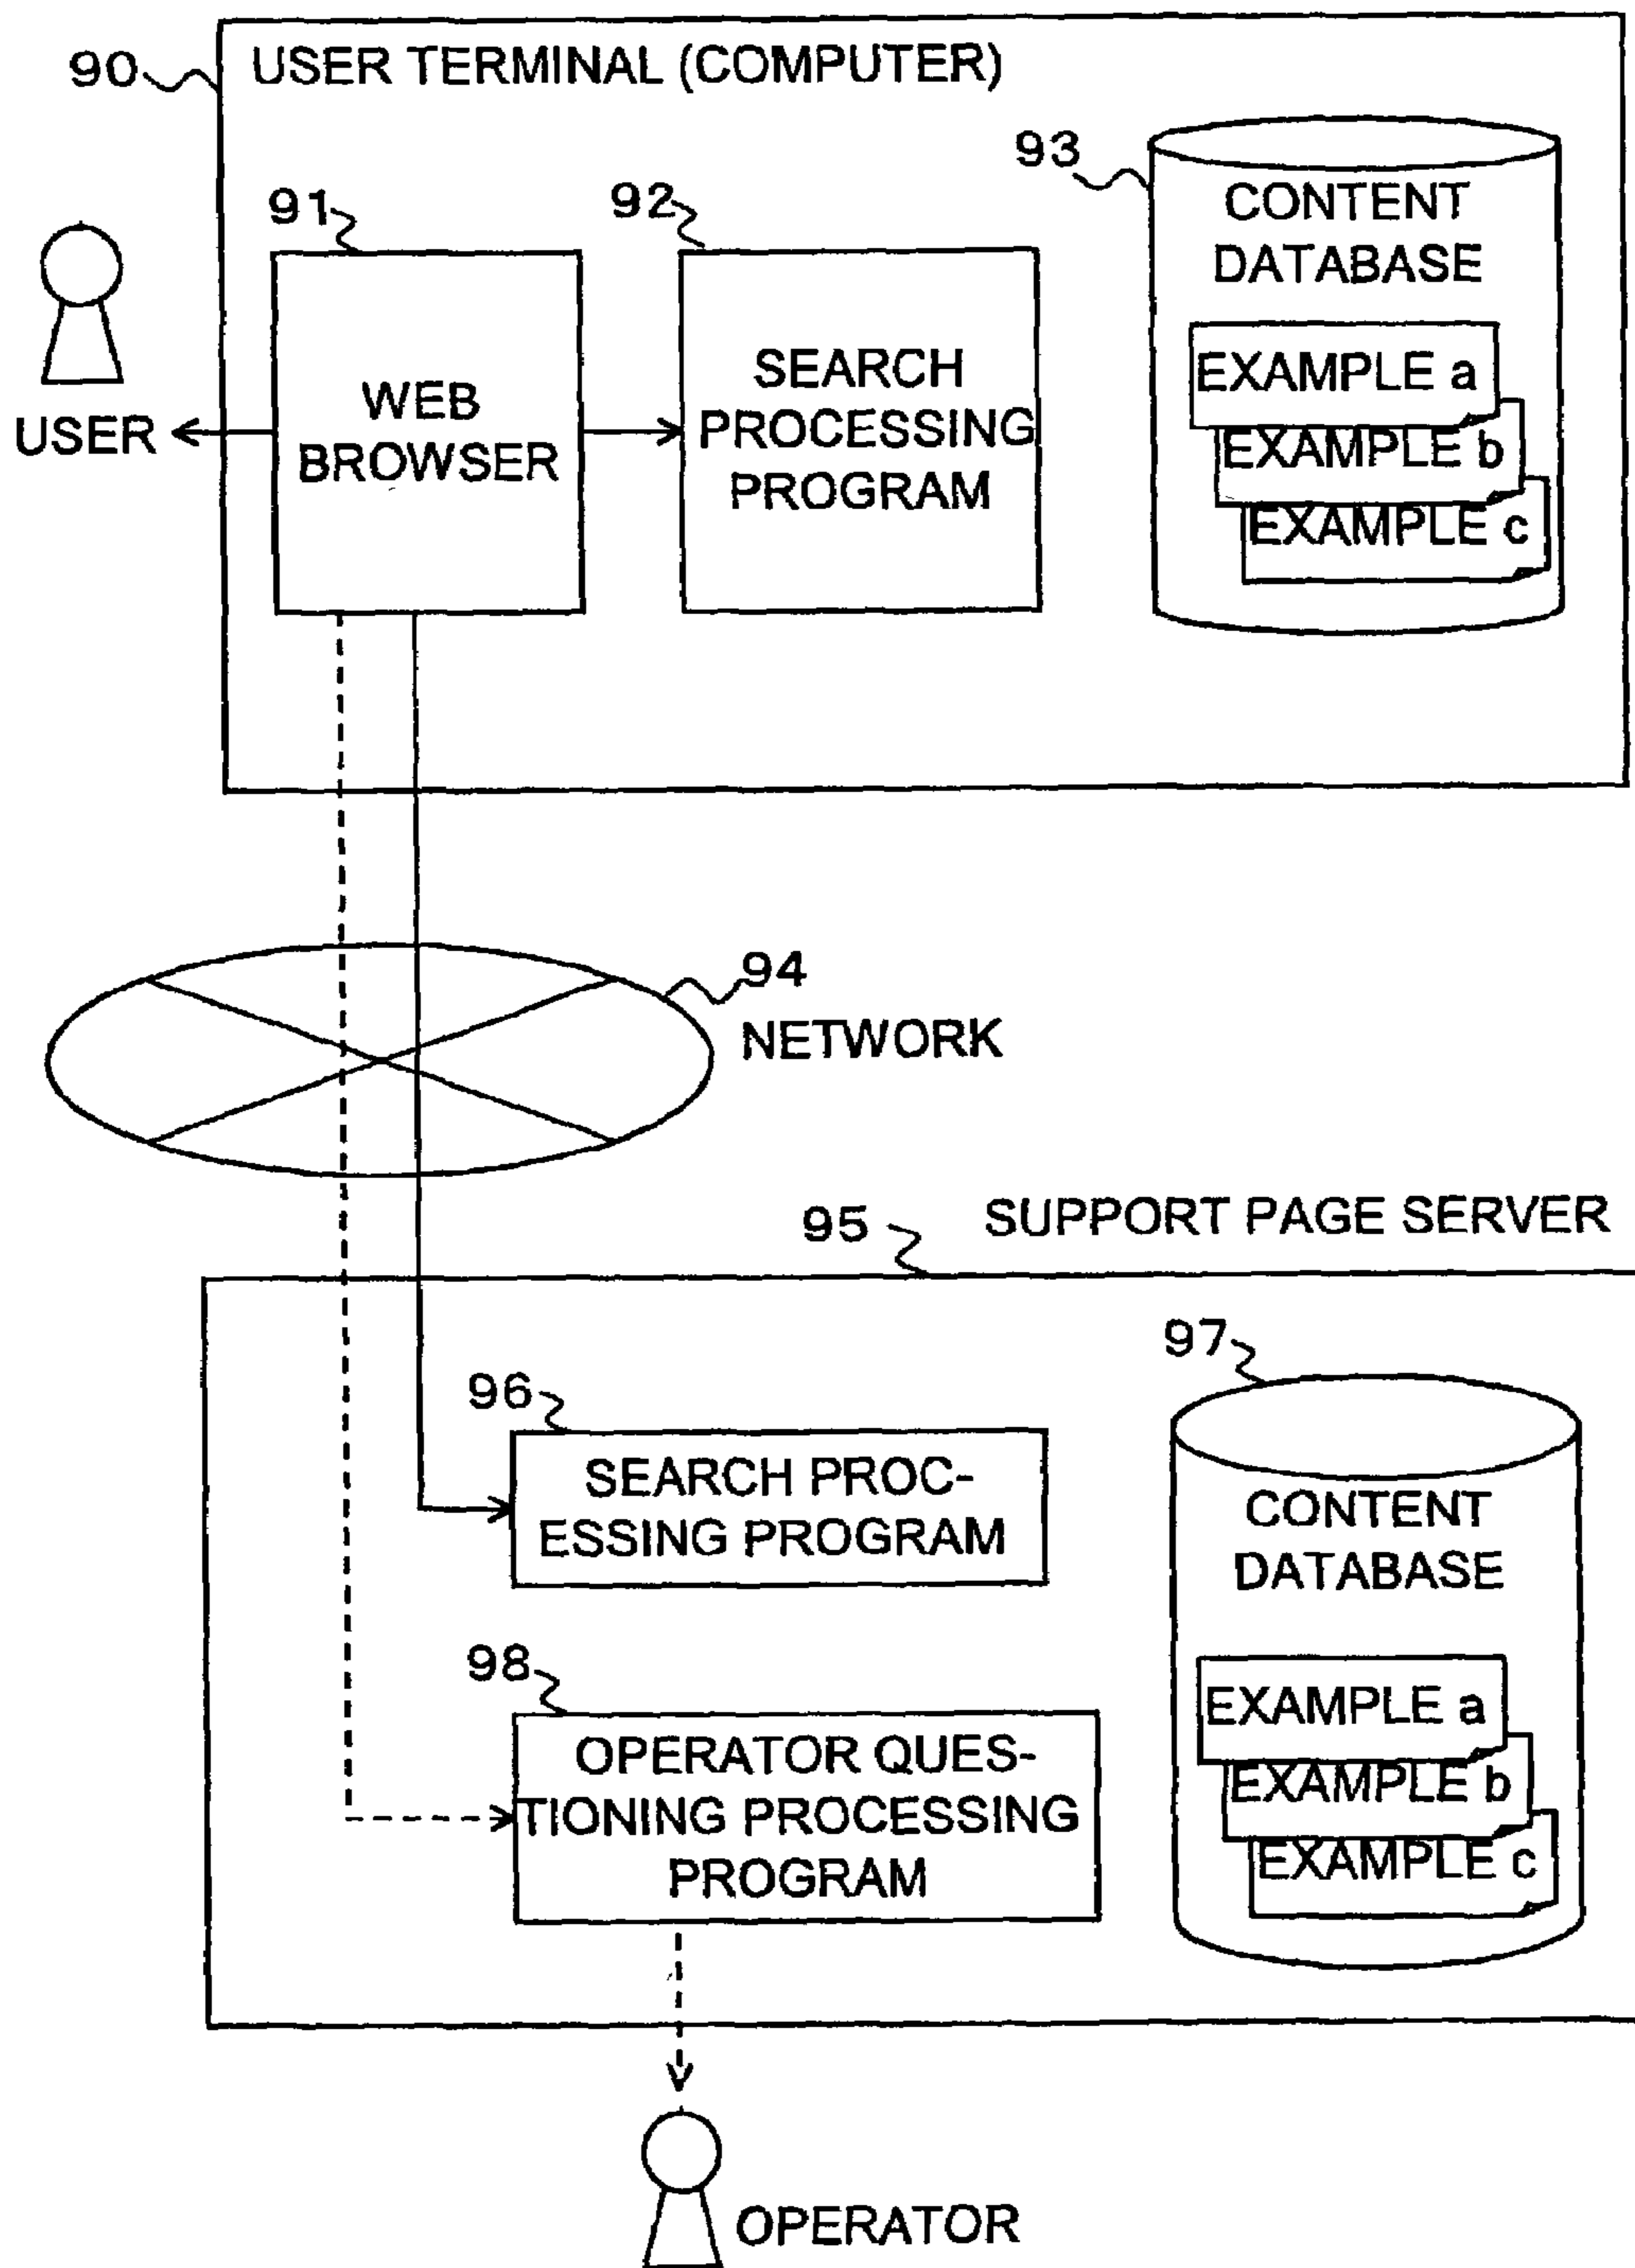 90
USER TERMINAL (COMPUTER)
93
CONTENT
DATABASE
91
92
WEB
BROWSER
SEARCH
PROCESSING
PROGRAM
EXAMPLE a
EXAMPLE b
EXAMPLE c
USER
94
NETWORK
95
SUPPORT PAGE SERVER
97
96
SEARCH PROC-
ESSING PROGRAM
CONTENT
DATABASE
98
OPERATOR QUES-
TIONING PROCESSING
PROGRAM
EXAMPLE a
EXAMPLE b
EXAMPLE c
OPERATOR